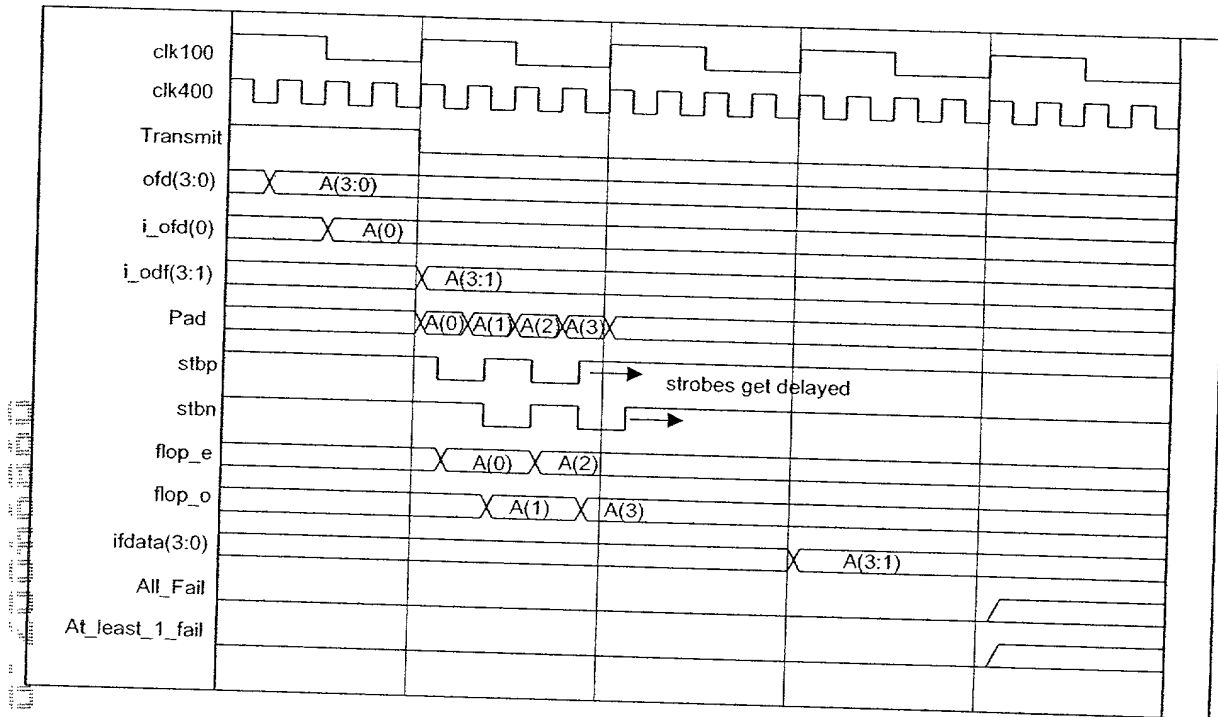 clk100
clk400
Transmit
ofd(3:0) A(3:0)
i_ofd(0) A(0)
i_odf(3:1) A(3:1)
Pad A(0) A(1) A(2) A(3)
stbp strobes get delayed
stbn
flop_e A(0) A(2)
flop_o A(1) A(3)
ifdata(3:0) A(3:1)
All_Fail
At_least_1_fail